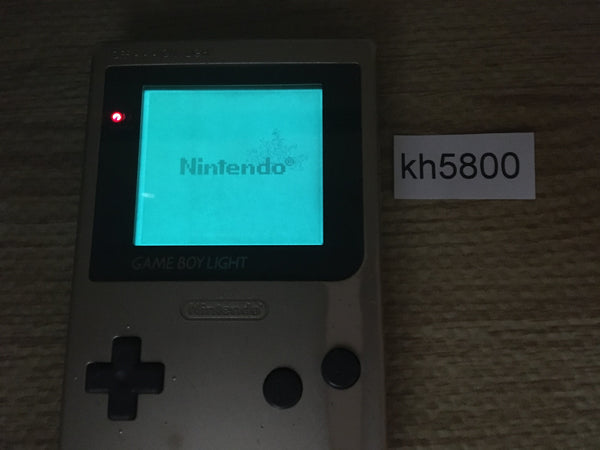 Nintendo®
kh5800
GAME BOY LIGHT
Nintendo